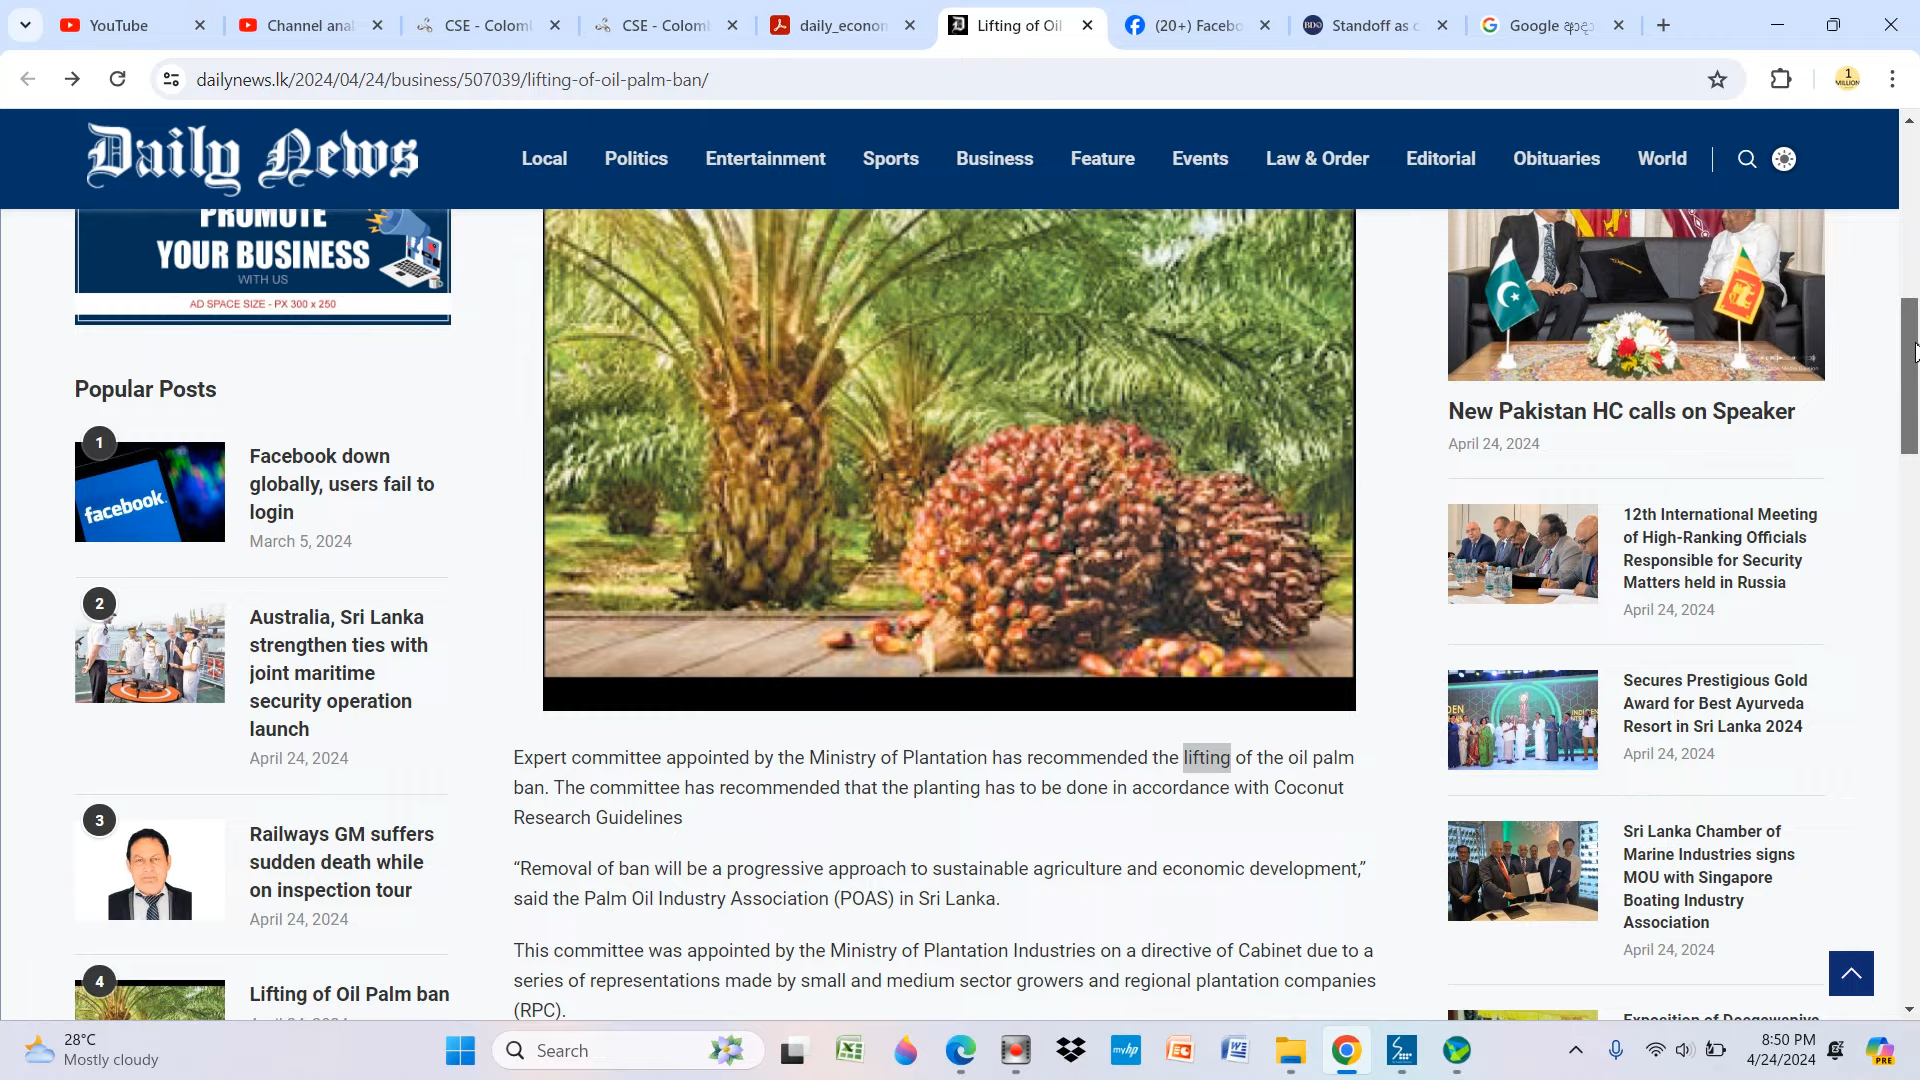 YouTube
Channel anal
CSE - Colom
CSE - Colom
daily_econon
Lifting of Oil
(20+) Facebo
Standoff as c
Google
dailynews.lk/2024/04/24/business/507039/lifting-of-oil-palm-ban/
1
MILLION
Daily News
Local
Politics
Entertainment
Sports
Business
Feature
Events
Law & Order
Editorial
Obituaries
World
PROMOTE
YOUR BUSINESS
WITH US
AD SPACE SIZE - PX 300 x 250
Popular Posts
1
facebook
Facebook down
globally, users fail to
login
March 5, 2024
2
Australia, Sri Lanka
strengthen ties with
joint maritime
security operation
launch
April 24, 2024
3
Railways GM suffers
sudden death while
on inspection tour
April 24, 2024
4
Lifting of Oil Palm ban
Expert committee appointed by the Ministry of Plantation has recommended the lifting of the oil palm
ban. The committee has recommended that the planting has to be done in accordance with Coconut
Research Guidelines
“Removal of ban will be a progressive approach to sustainable agriculture and economic development,”
said the Palm Oil Industry Association (POAS) in Sri Lanka.
This committee was appointed by the Ministry of Plantation Industries on a directive of Cabinet due to a
series of representations made by small and medium sector growers and regional plantation companies
(RPC).
New Pakistan HC calls on Speaker
April 24, 2024
12th International Meeting
of High-Ranking Officials
Responsible for Security
Matters held in Russia
April 24, 2024
Secures Prestigious Gold
Award for Best Ayurveda
Resort in Sri Lanka 2024
April 24, 2024
Sri Lanka Chamber of
Marine Industries signs
MOU with Singapore
Boating Industry
Association
April 24, 2024
28°C
Mostly cloudy
Search
myhp
8:50 PM
4/24/2024
PRE